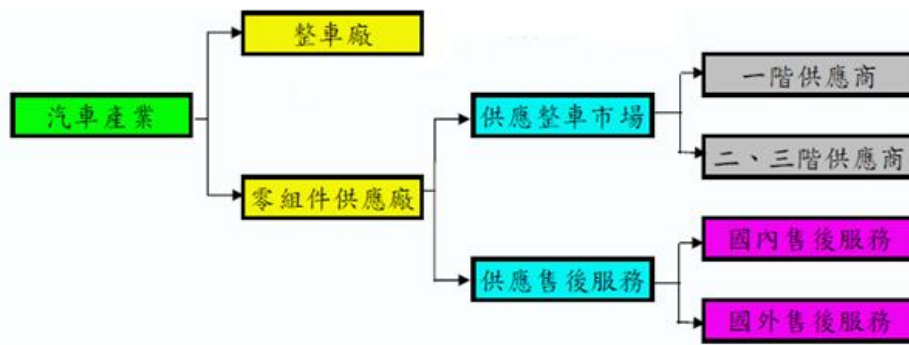 整車廠
一階供應商
汽車產業
供應整車市場
二、三階供應商
零組件供應廠
國內售後服務
供應售後服務
國外售後服務